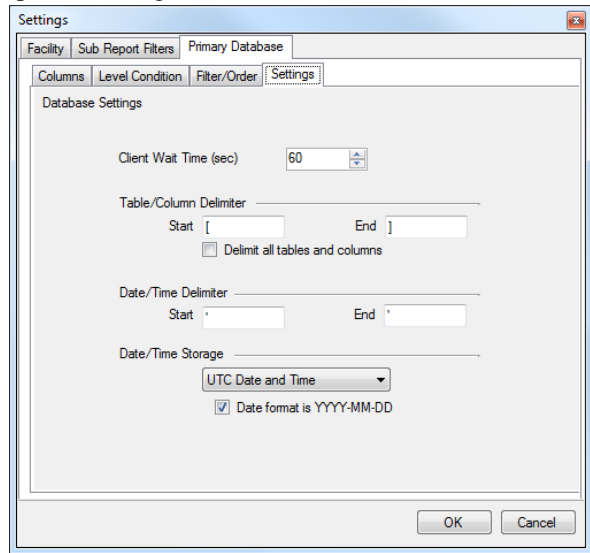 Settings
Facility Sub Report Filters Primary Database
Columns Level Condition Filter/Order Settings
Database Settings
Client Wait Time (sec) 60
Table/Column Delimiter
Start [ End ]
Delimit all tables and columns
Date/Time Delimiter
Start ' End '
Date/Time Storage
UTC Date and Time
Date format is YYYY-MM-DD
OK Cancel